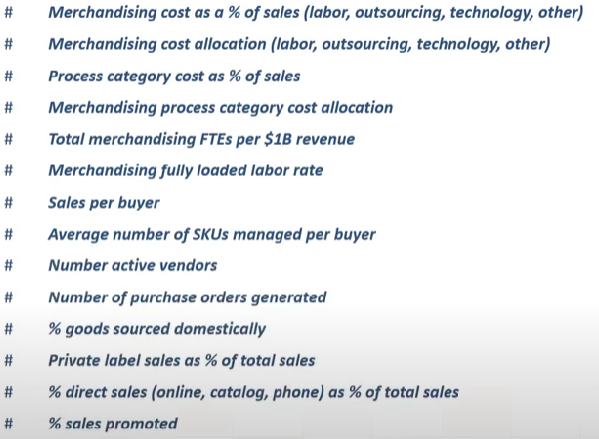 # Merchandising cost as a % of sales (labor, outsourcing, technology, other)
# Merchandising cost allocation (labor, outsourcing, technology, other)
# Process category cost as % of sales
# Merchandising process category cost allocation
# Total merchandising FTEs per $1B revenue
# Merchandising fully loaded labor rate
# Sales per buyer
# Average number of SKUs managed per buyer
# Number active vendors
# Number of purchase orders generated
# % goods sourced domestically
# Private label sales as % of total sales
# % direct sales (online, catalog, phone) as % of total sales
# % sales promoted